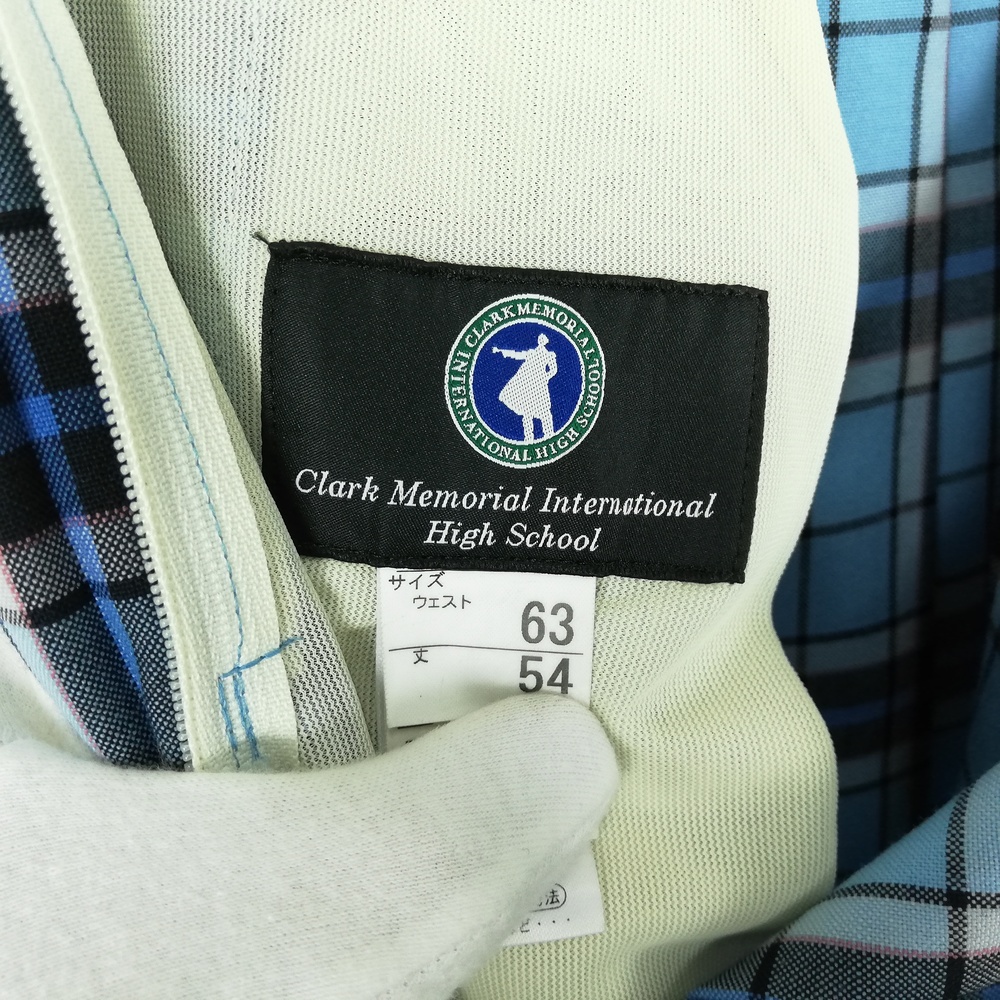 CLARK MEMORIAL
INTERNATIONAL HIGH SCHOOL
Clark Memorial International
High School
サイズ
ウェスト
63
丈
54